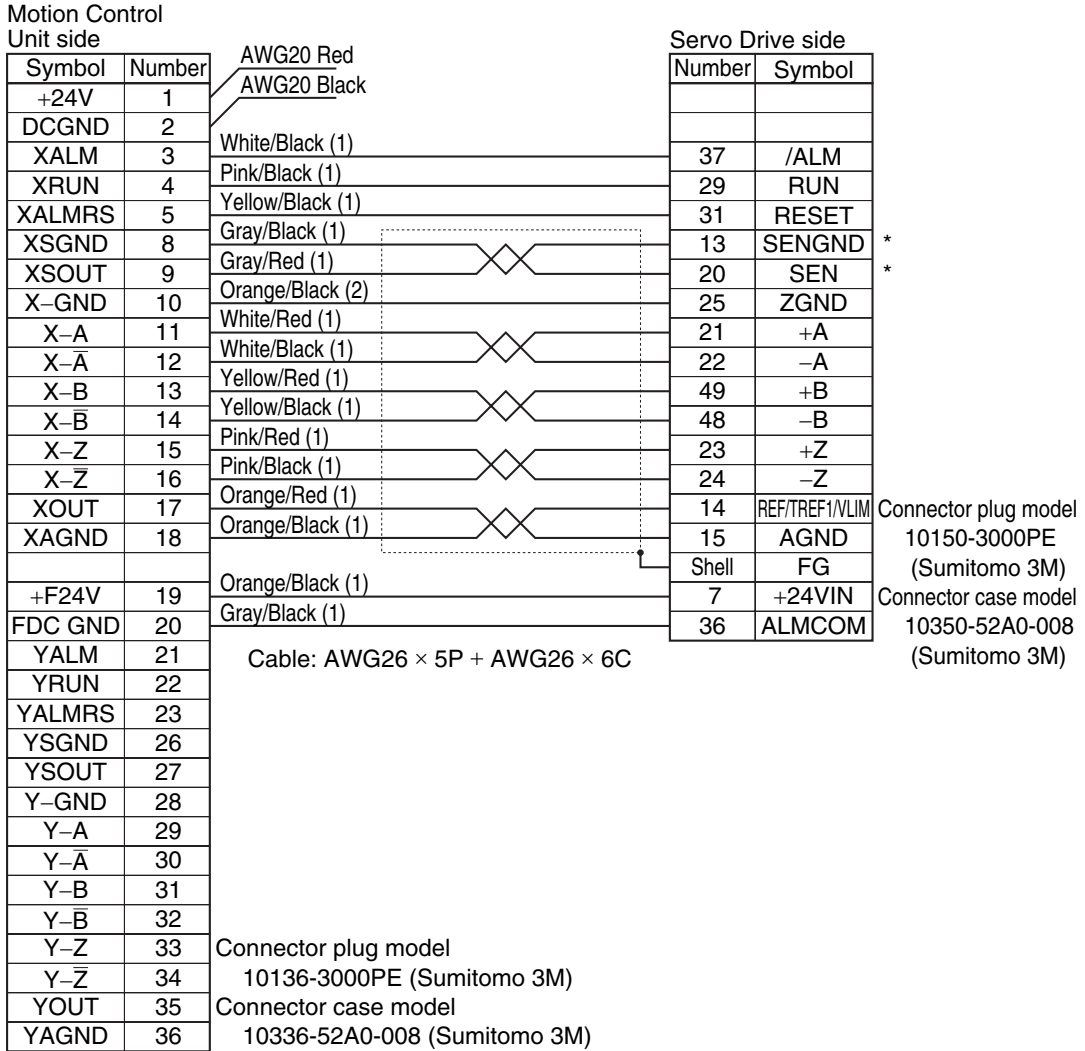 Motion Control
Unit side
Servo Drive side
AWG20 Red
AWG20 Black
Symbol Number
Number Symbol
+24V 1
DCGND 2
XALM 3 White/Black (1) 37 /ALM
XRUN 4 Pink/Black (1) 29 RUN
XALMRS 5 Yellow/Black (1) 31 RESET
XSGND 8 Gray/Black (1) 13 SENGND *
XSOUT 9 Gray/Red (1) 20 SEN *
X–GND 10 Orange/Black (2) 25 ZGND
X–A 11 White/Red (1) 21 +A
X–A̅ 12 White/Black (1) 22 –A
X–B 13 Yellow/Red (1) 49 +B
X–B̅ 14 Yellow/Black (1) 48 –B
X–Z 15 Pink/Red (1) 23 +Z
X–Z̅ 16 Pink/Black (1) 24 –Z
XOUT 17 Orange/Red (1) 14 REF/TREF1/VLIM Connector plug model
XAGND 18 Orange/Black (1) 15 AGND 10150-3000PE
Shell FG (Sumitomo 3M)
+F24V 19 Orange/Black (1) 7 +24VIN Connector case model
FDC GND 20 Gray/Black (1) 36 ALMCOM 10350-52A0-008
YALM 21 Cable: AWG26 × 5P + AWG26 × 6C (Sumitomo 3M)
YRUN 22
YALMRS 23
YSGND 26
YSOUT 27
Y–GND 28
Y–A 29
Y–A̅ 30
Y–B 31
Y–B̅ 32
Y–Z 33 Connector plug model
Y–Z̅ 34 10136-3000PE (Sumitomo 3M)
YOUT 35 Connector case model
YAGND 36 10336-52A0-008 (Sumitomo 3M)